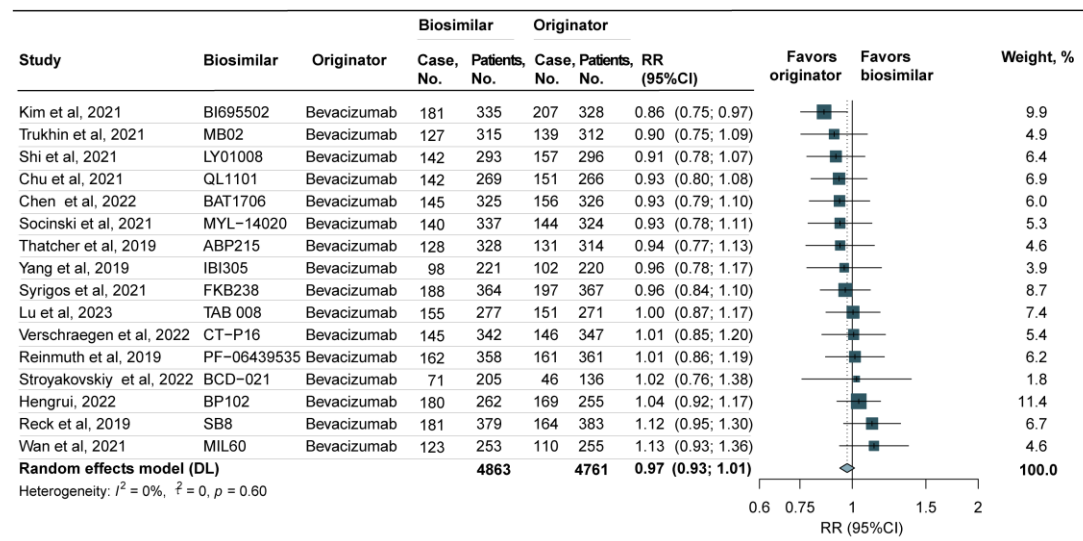 Biosimilar Originator
Study Biosimilar Originator Case, No. Patients, No. Case, No. Patients, No. RR (95%CI) Favors originator Favors biosimilar Weight, %
Kim et al, 2021 BI695502 Bevacizumab 181 335 207 328 0.86 (0.75; 0.97) 9.9
Trukhin et al, 2021 MB02 Bevacizumab 127 315 139 312 0.90 (0.75; 1.09) 4.9
Shi et al, 2021 LY01008 Bevacizumab 142 293 157 296 0.91 (0.78; 1.07) 6.4
Chu et al, 2021 QL1101 Bevacizumab 142 269 151 266 0.93 (0.80; 1.08) 6.9
Chen et al, 2022 BAT1706 Bevacizumab 145 325 156 326 0.93 (0.79; 1.10) 6.0
Socinski et al, 2021 MYL−14020 Bevacizumab 140 337 144 324 0.93 (0.78; 1.11) 5.3
Thatcher et al, 2019 ABP215 Bevacizumab 128 328 131 314 0.94 (0.77; 1.13) 4.6
Yang et al, 2019 IBI305 Bevacizumab 98 221 102 220 0.96 (0.78; 1.17) 3.9
Syrigos et al, 2021 FKB238 Bevacizumab 188 364 197 367 0.96 (0.84; 1.10) 8.7
Lu et al, 2023 TAB 008 Bevacizumab 155 277 151 271 1.00 (0.87; 1.17) 7.4
Verschraegen et al, 2022 CT−P16 Bevacizumab 145 342 146 347 1.01 (0.85; 1.20) 5.4
Reinmuth et al, 2019 PF−06439535 Bevacizumab 162 358 161 361 1.01 (0.86; 1.19) 6.2
Stroyakovskiy et al, 2022 BCD−021 Bevacizumab 71 205 46 136 1.02 (0.76; 1.38) 1.8
Hengrui, 2022 BP102 Bevacizumab 180 262 169 255 1.04 (0.92; 1.17) 11.4
Reck et al, 2019 SB8 Bevacizumab 181 379 164 383 1.12 (0.95; 1.30) 6.7
Wan et al, 2021 MIL60 Bevacizumab 123 253 110 255 1.13 (0.93; 1.36) 4.6
Random effects model (DL) 4863 4761 0.97 (0.93; 1.01) 100.0
Heterogeneity: I² = 0%, τ² = 0, p = 0.60
0.6 0.75 1 1.5 2
RR (95%CI)